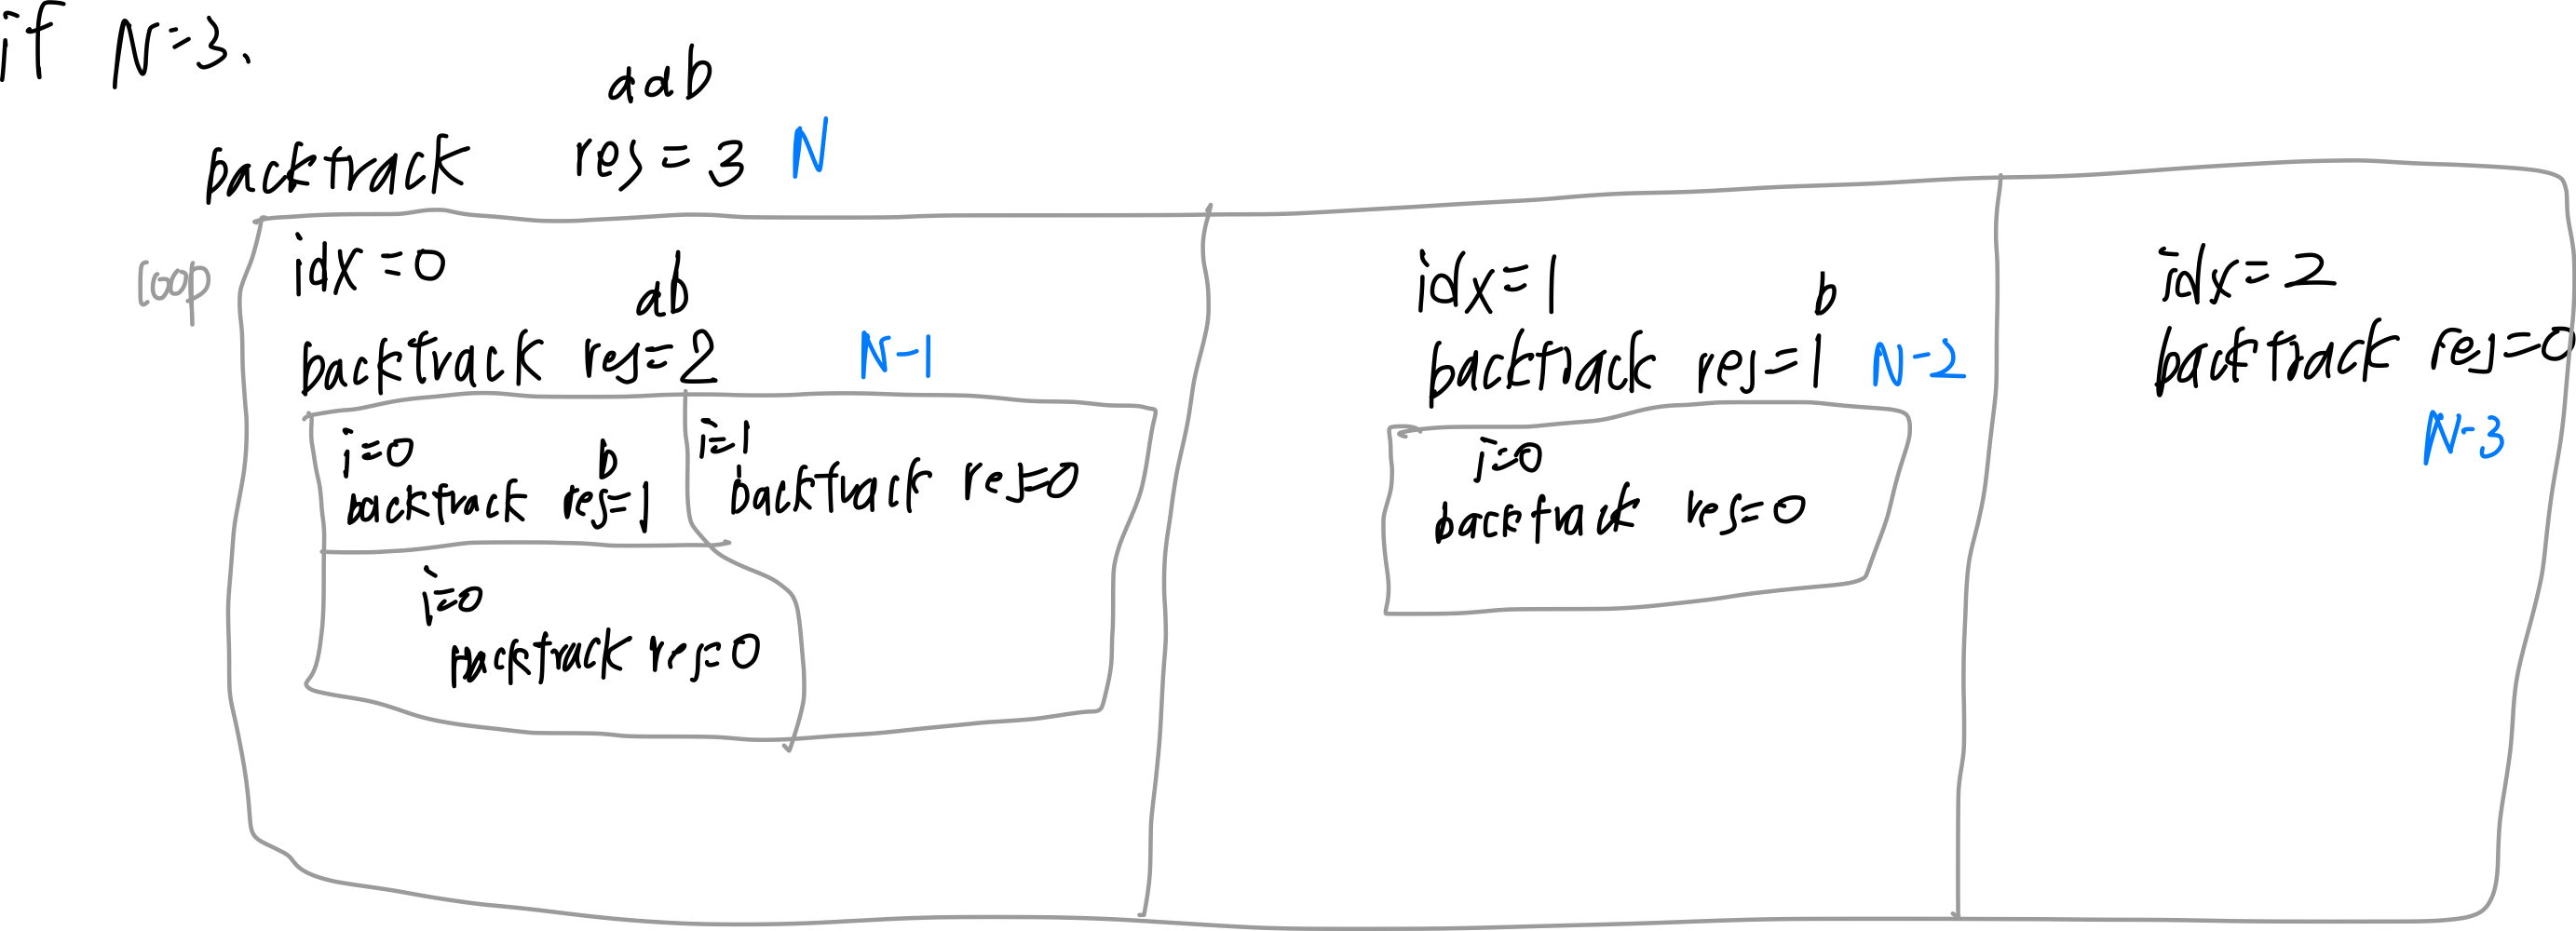 if N=3.
aab
backtrack res=3 N
loop
idx=0
ab
backtrack res=2 N-1
i=0
b
backtrack res=1
i=0
backtrack res=0
i=1
backtrack res=0
idx=1
b
backtrack res=1 N-2
i=0
backtrack res=0
idx=2
backtrack res=0
N-3